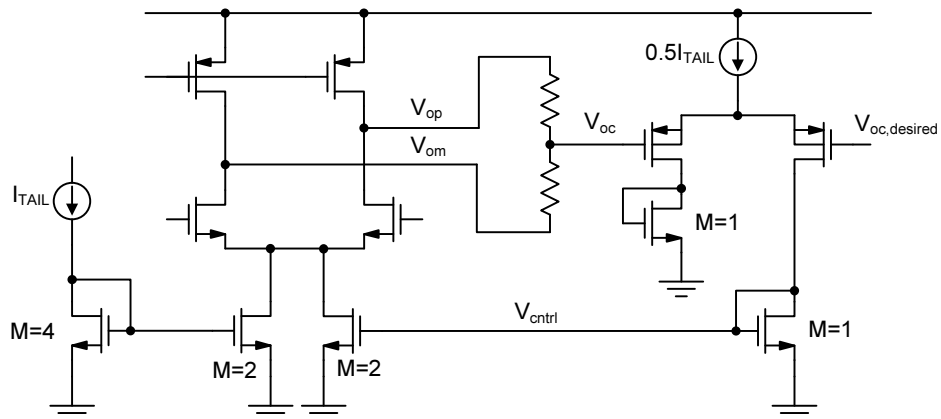 0.5I_TAIL
V_op
V_oc
V_oc,desired
V_om
I_TAIL
M=1
V_cntrl
M=4
M=1
M=2
M=2